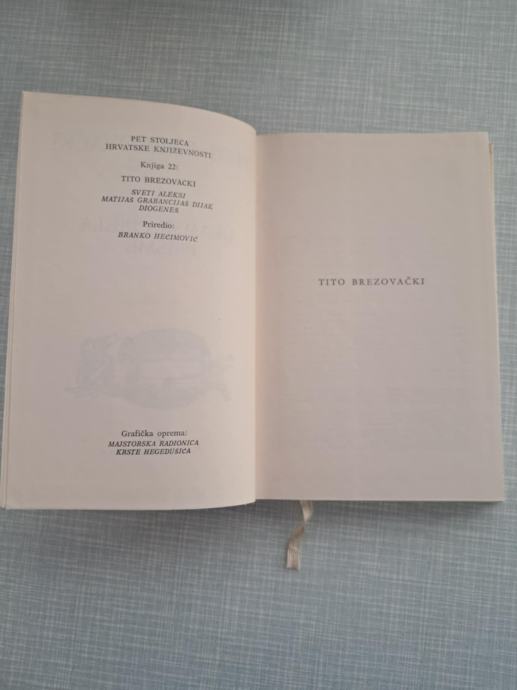 PET STOLJEĆA
HRVATSKE KNJIŽEVNOSTI
Knjiga 22:
TITO BREZOVAČKI
SVETI ALEKSI
MATIJAŠ GRABANCIJAŠ DIJAK
DIOGENEŠ
Priredio:
BRANKO HEĆIMOVIĆ
Grafička oprema:
MAJSTORSKA RADIONICA
KRSTE HEGEDUŠIĆA
TITO BREZOVAČKI